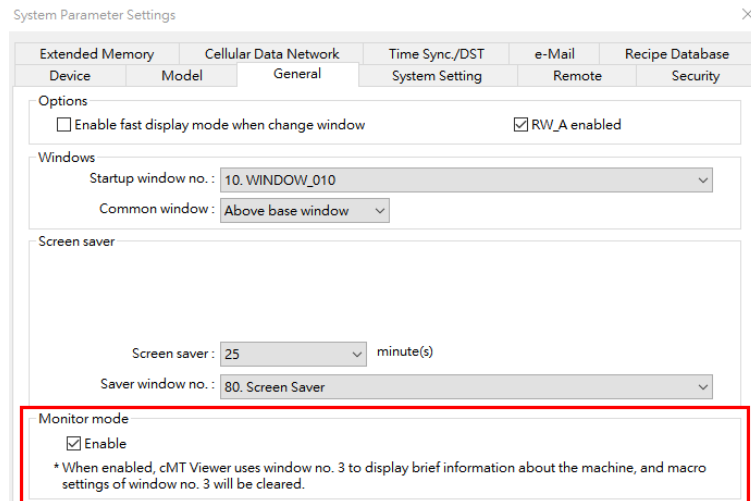 System Parameter Settings
Extended Memory Cellular Data Network Time Sync./DST e-Mail Recipe Database
Device Model General System Setting Remote Security
Options
Enable fast display mode when change window RW_A enabled
Windows
Startup window no. : 10. WINDOW_010
Common window : Above base window
Screen saver
Screen saver : 25 minute(s)
Saver window no. : 80. Screen Saver
Monitor mode
Enable
* When enabled, cMT Viewer uses window no. 3 to display brief information about the machine, and macro
settings of window no. 3 will be cleared.